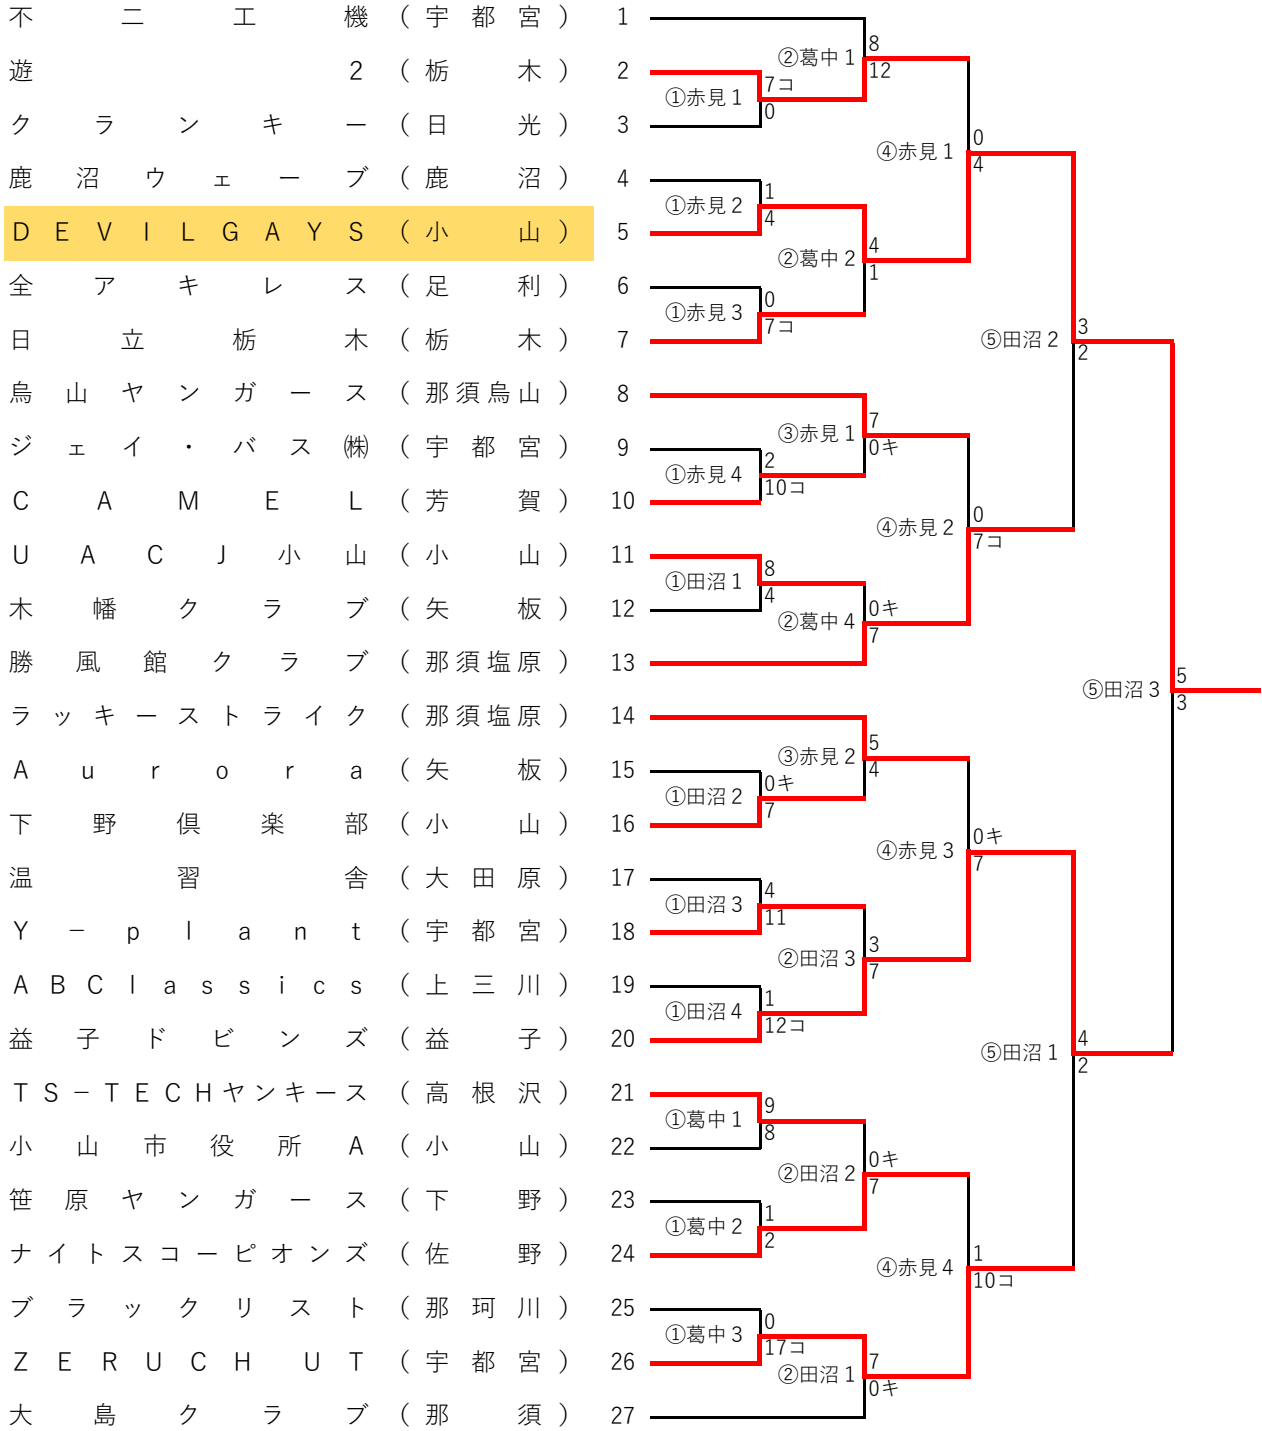 不二工機(宇都宮) 1
遊2(栃木) 2
クランキー(日光) 3
鹿沼ウェーブ(鹿沼) 4
DEVILGAYS(小山) 5
全アキレス(足利) 6
日立栃木(栃木) 7
烏山ヤンガース(那須烏山) 8
ジェイ・バス㈱(宇都宮) 9
CAMEL(芳賀) 10
UACJ小山(小山) 11
木幡クラブ(矢板) 12
勝風館クラブ(那須塩原) 13
ラッキーストライク(那須塩原) 14
Aurora(矢板) 15
下野倶楽部(小山) 16
温習舎(大田原) 17
Y-plant(宇都宮) 18
ABClassics(上三川) 19
益子ドビンズ(益子) 20
TS-TECHヤンキース(高根沢) 21
小山市役所A(小山) 22
笹原ヤンガース(下野) 23
ナイトスコーピオンズ(佐野) 24
ブラックリスト(那珂川) 25
ZERUCH UT(宇都宮) 26
大島クラブ(那須) 27
①赤見1
7コ
0
①赤見2
1
4
①赤見3
0
7コ
①赤見4
2
10コ
①田沼1
8
4
①田沼2
0キ
7
①田沼3
4
11
①田沼4
1
12コ
①葛中1
9
8
①葛中2
1
2
①葛中3
0
17コ
②葛中1
8
12
②葛中2
4
1
③赤見1
7
0キ
②葛中4
0キ
7
③赤見2
5
4
②田沼3
3
7
②田沼2
0キ
7
②田沼1
7
0キ
④赤見1
0
4
④赤見2
0
7コ
④赤見3
0キ
7
④赤見4
1
10コ
⑤田沼2
3
2
⑤田沼1
4
2
⑤田沼3
5
3